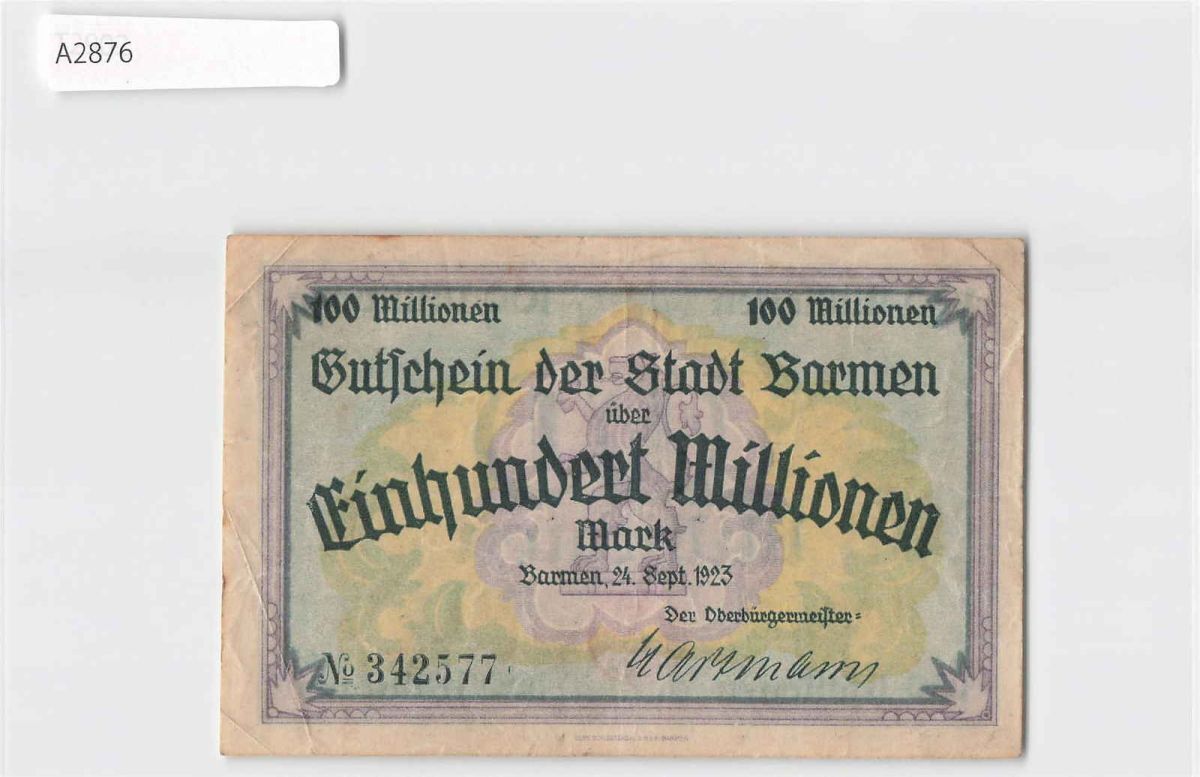 A2876
100 Millionen 100 Millionen
Gutschein der Stadt Barmen
über
Einhundert Millionen
Mark
Barmen, 24. Sept. 1923
Der Oberbürgermeister:
Hartmann
No 342577